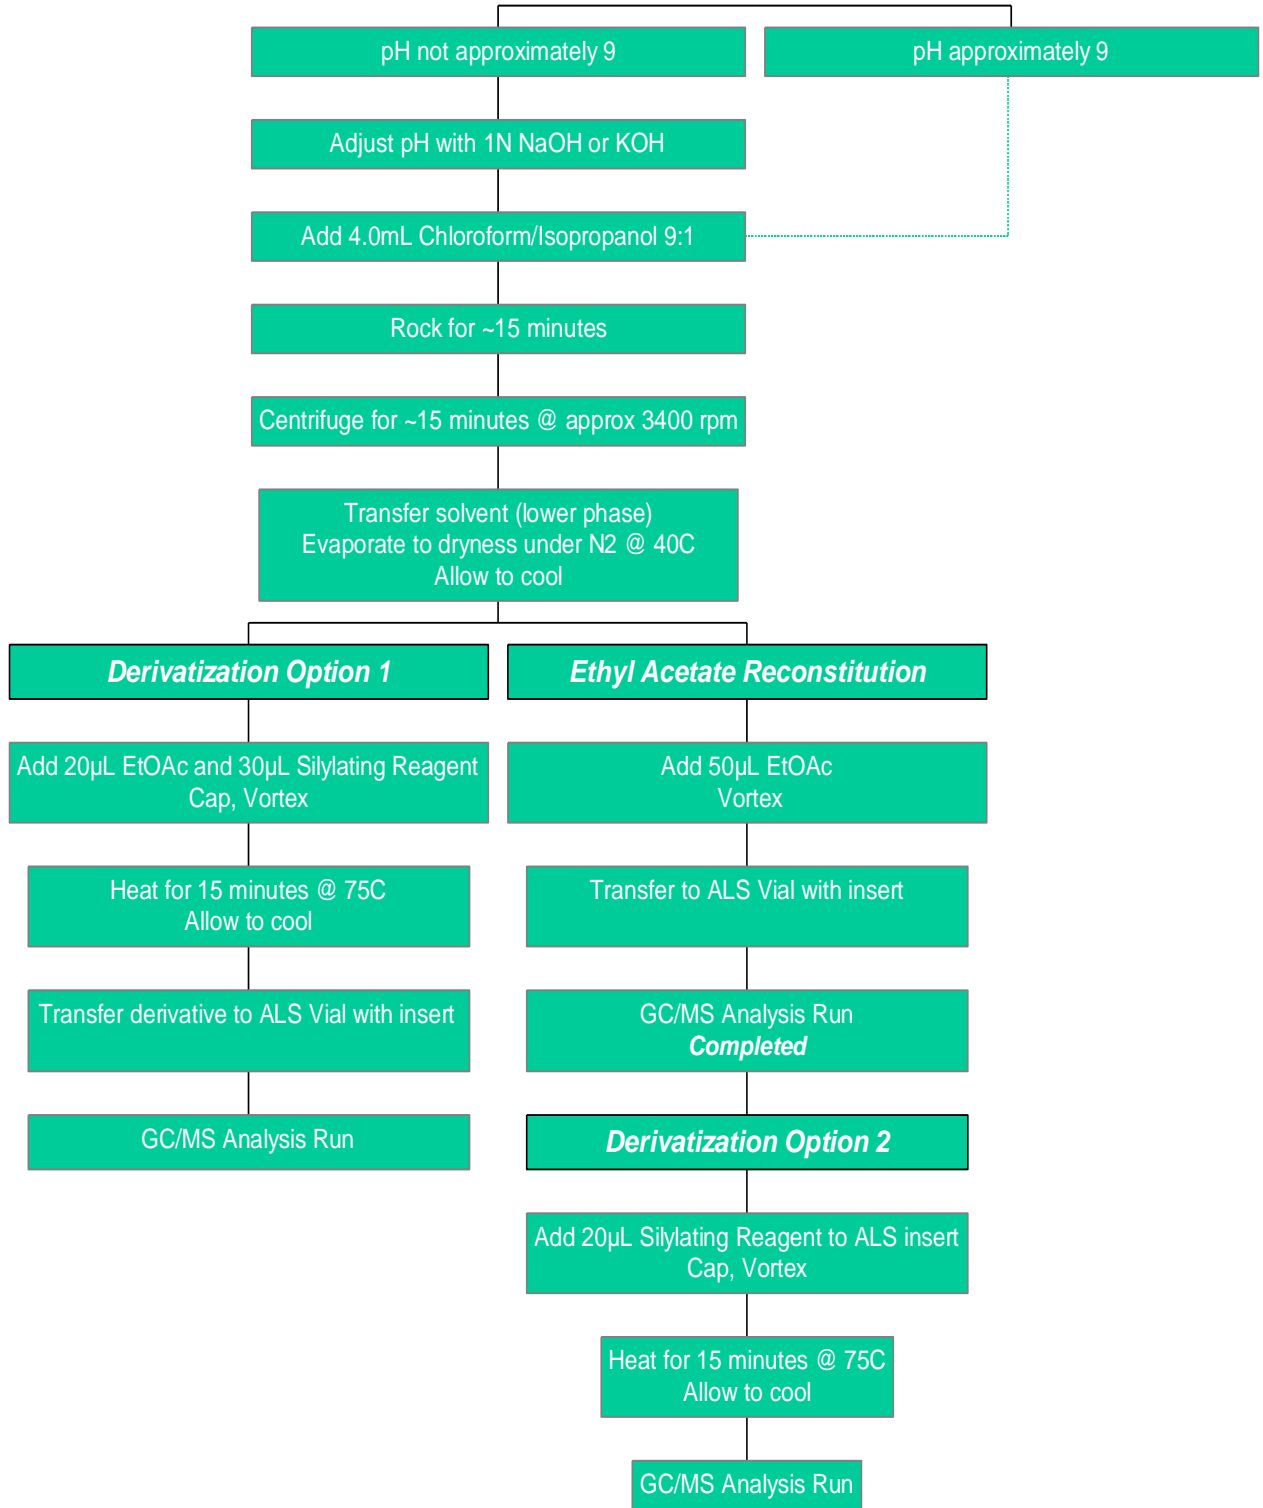 pH not approximately 9
pH approximately 9
Adjust pH with 1N NaOH or KOH
Add 4.0mL Chloroform/Isopropanol 9:1
Rock for ~15 minutes
Centrifuge for ~15 minutes @ approx 3400 rpm
Transfer solvent (lower phase)
Evaporate to dryness under N2 @ 40C
Allow to cool
Derivatization Option 1
Add 20µL EtOAc and 30µL Silylating Reagent
Cap, Vortex
Heat for 15 minutes @ 75C
Allow to cool
Transfer derivative to ALS Vial with insert
GC/MS Analysis Run
Ethyl Acetate Reconstitution
Add 50µL EtOAc
Vortex
Transfer to ALS Vial with insert
GC/MS Analysis Run
Completed
Derivatization Option 2
Add 20µL Silylating Reagent to ALS insert
Cap, Vortex
Heat for 15 minutes @ 75C
Allow to cool
GC/MS Analysis Run